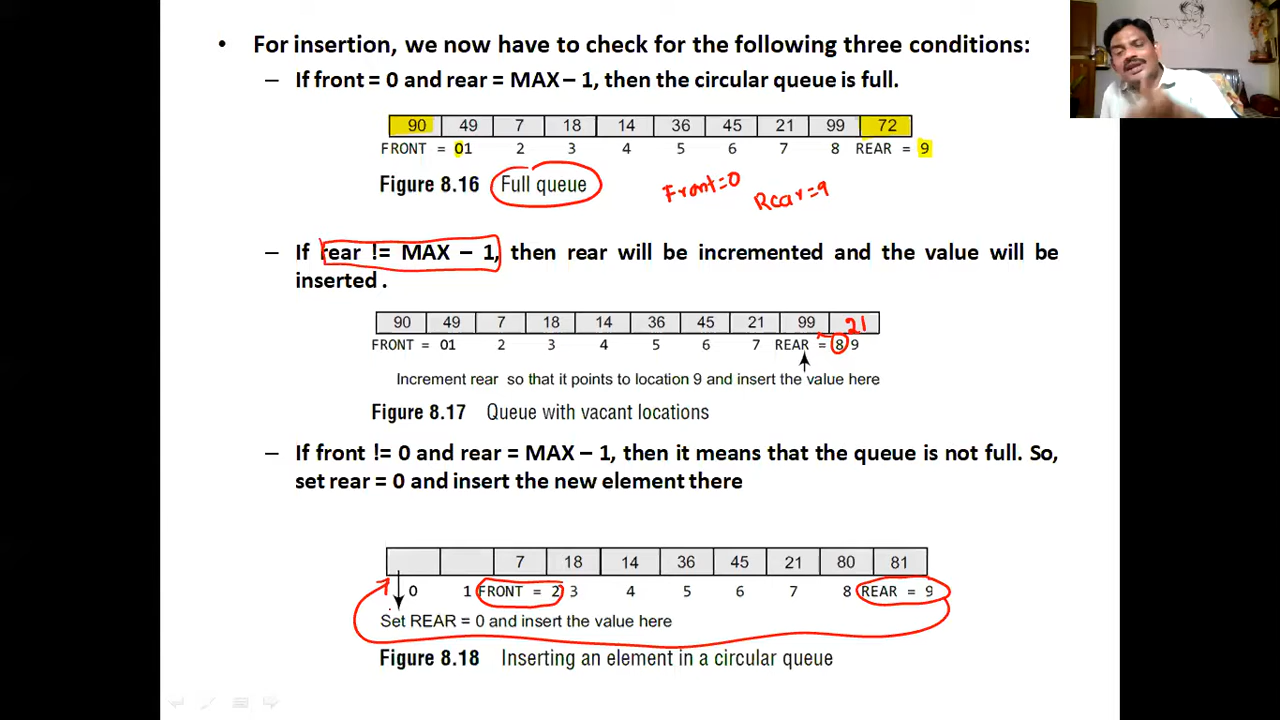 • For insertion, we now have to check for the following three conditions:
– If front = 0 and rear = MAX – 1, then the circular queue is full.
90 49 7 18 14 36 45 21 99 72
FRONT = 01 2 3 4 5 6 7 8 REAR = 9
Figure 8.16 Full queue
Front=0 Rear=9
– If rear != MAX – 1, then rear will be incremented and the value will be
inserted .
90 49 7 18 14 36 45 21 99 21
FRONT = 01 2 3 4 5 6 7 REAR = 8 9
Increment rear so that it points to location 9 and insert the value here
Figure 8.17 Queue with vacant locations
– If front != 0 and rear = MAX – 1, then it means that the queue is not full. So,
set rear = 0 and insert the new element there
7 18 14 36 45 21 80 81
0 1 FRONT = 2 3 4 5 6 7 8 REAR = 9
Set REAR = 0 and insert the value here
Figure 8.18 Inserting an element in a circular queue